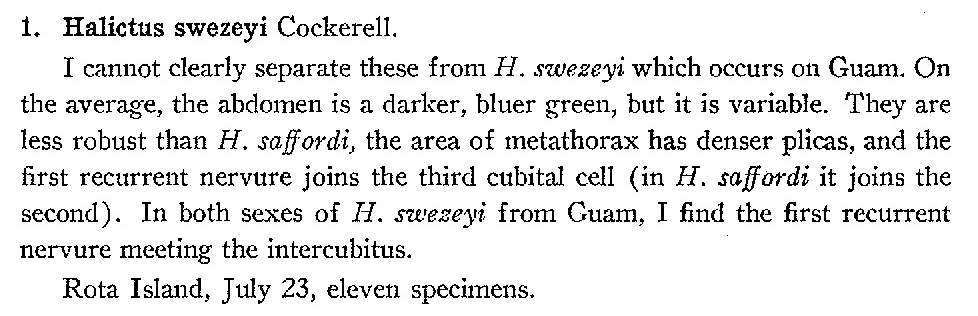 1. Halictus swezeyi Cockerell.
I cannot clearly separate these from H. swezeyi which occurs on Guam. On
the average, the abdomen is a darker, bluer green, but it is variable. They are
less robust than H. saffordi, the area of metathorax has denser plicas, and the
first recurrent nervure joins the third cubital cell (in H. saffordi it joins the
second). In both sexes of H. swezeyi from Guam, I find the first recurrent
nervure meeting the intercubitus.
Rota Island, July 23, eleven specimens.